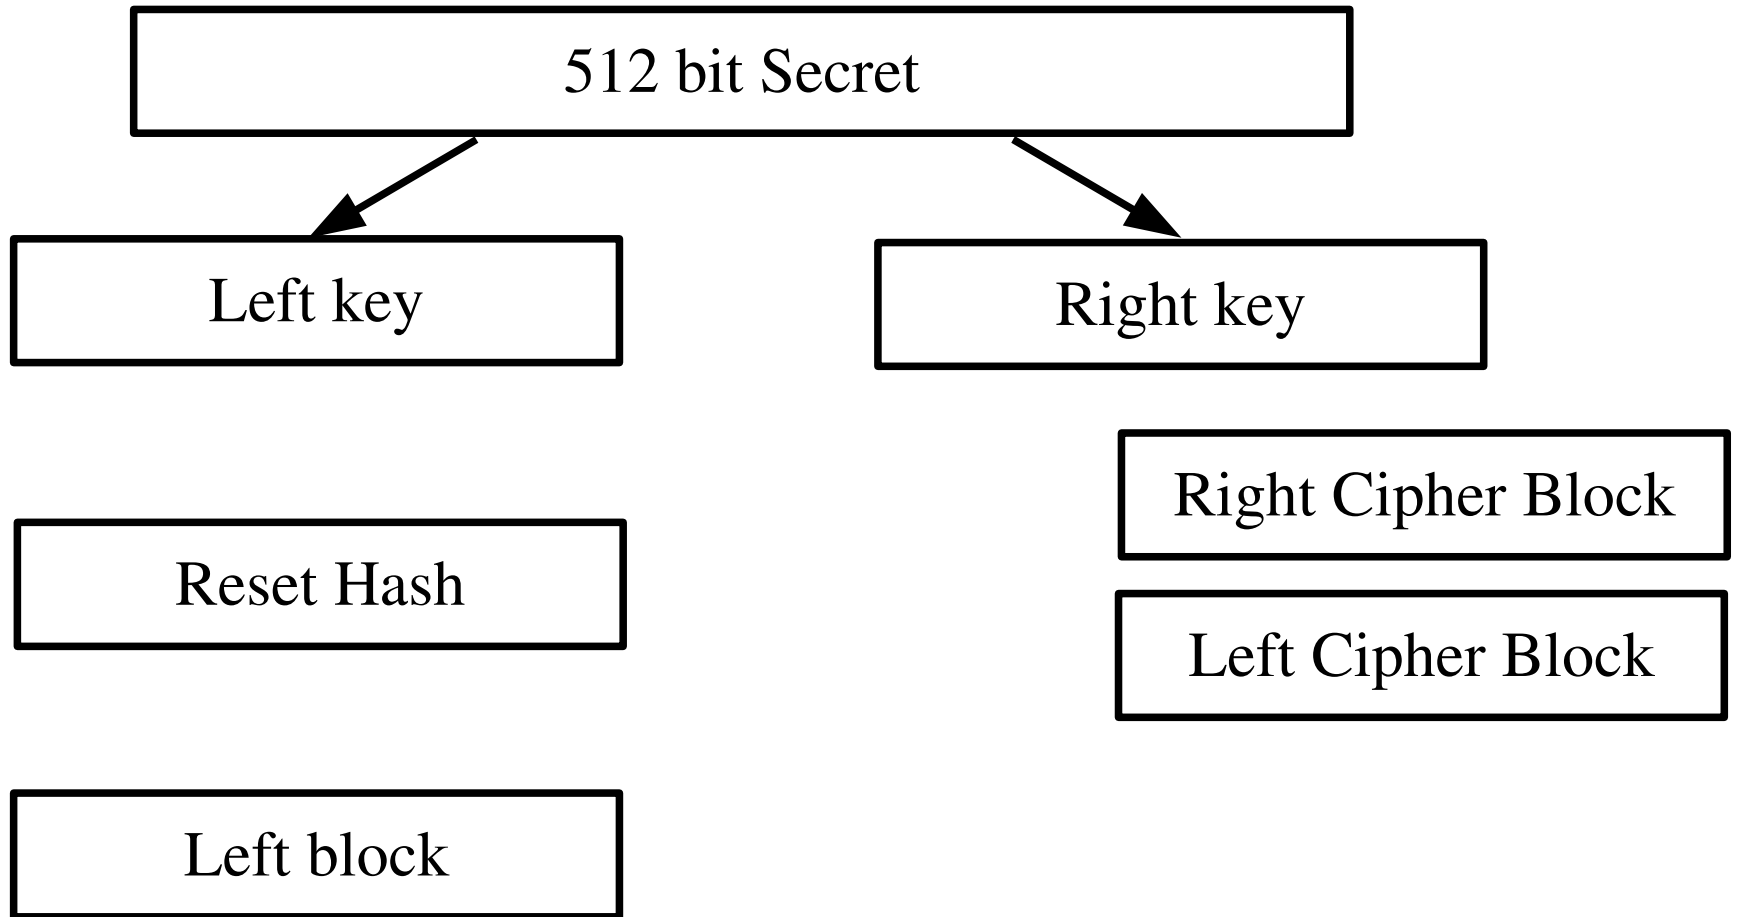 512 bit Secret
Left key
Right key
Right Cipher Block
Reset Hash
Left Cipher Block
Left block